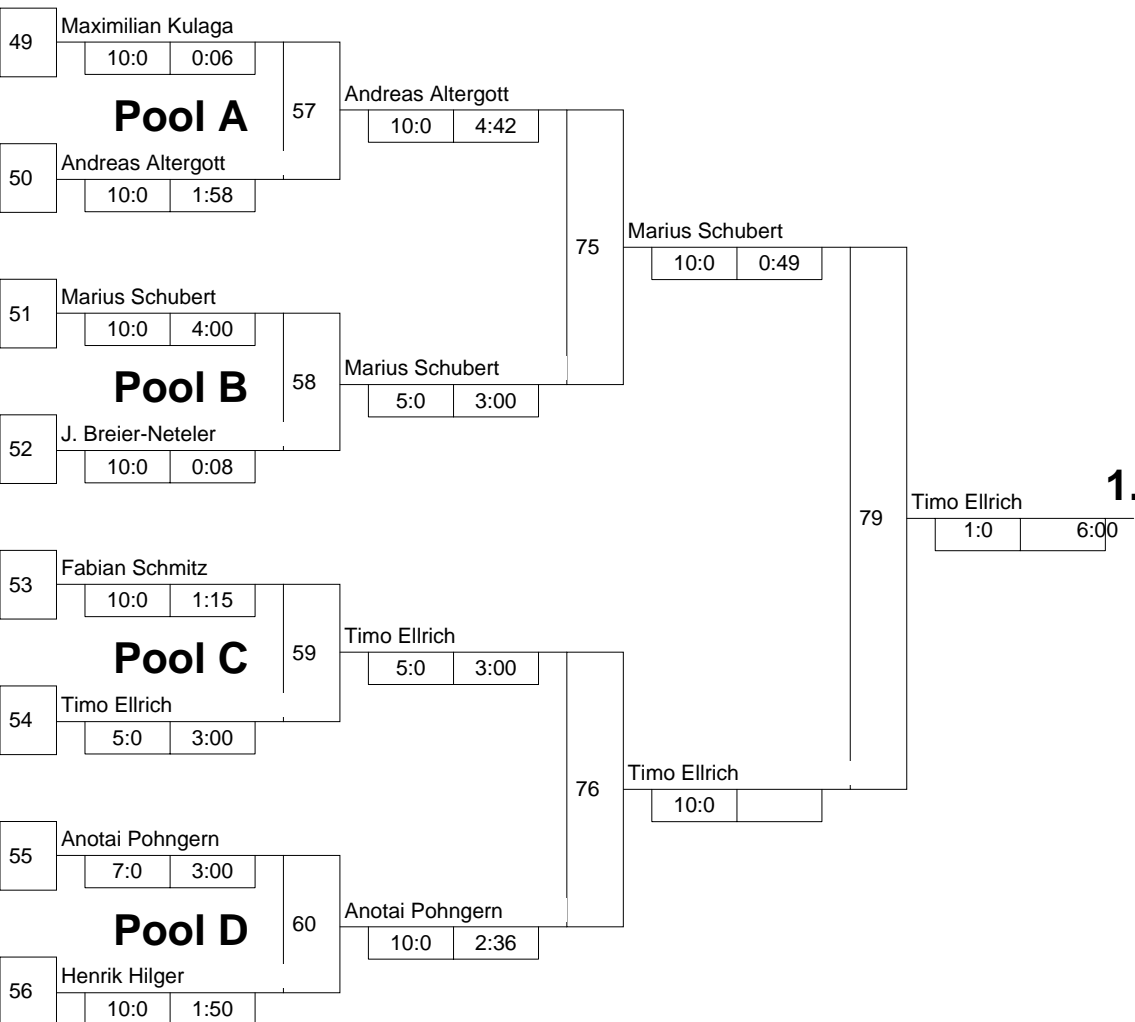 49 Maximilian Kulaga
10:0 0:06
Pool A
57
Andreas Altergott
10:0 4:42
50 Andreas Altergott
10:0 1:58
75
Marius Schubert
10:0 0:49
51 Marius Schubert
10:0 4:00
Pool B
58
Marius Schubert
5:0 3:00
52 J. Breier-Neteler
10:0 0:08
79
Timo Ellrich
1.
1:0 6:00
53 Fabian Schmitz
10:0 1:15
Pool C
59
Timo Ellrich
5:0 3:00
54 Timo Ellrich
5:0 3:00
76
Timo Ellrich
10:0
55 Anotai Pohngern
7:0 3:00
Pool D
60
Anotai Pohngern
10:0 2:36
56 Henrik Hilger
10:0 1:50